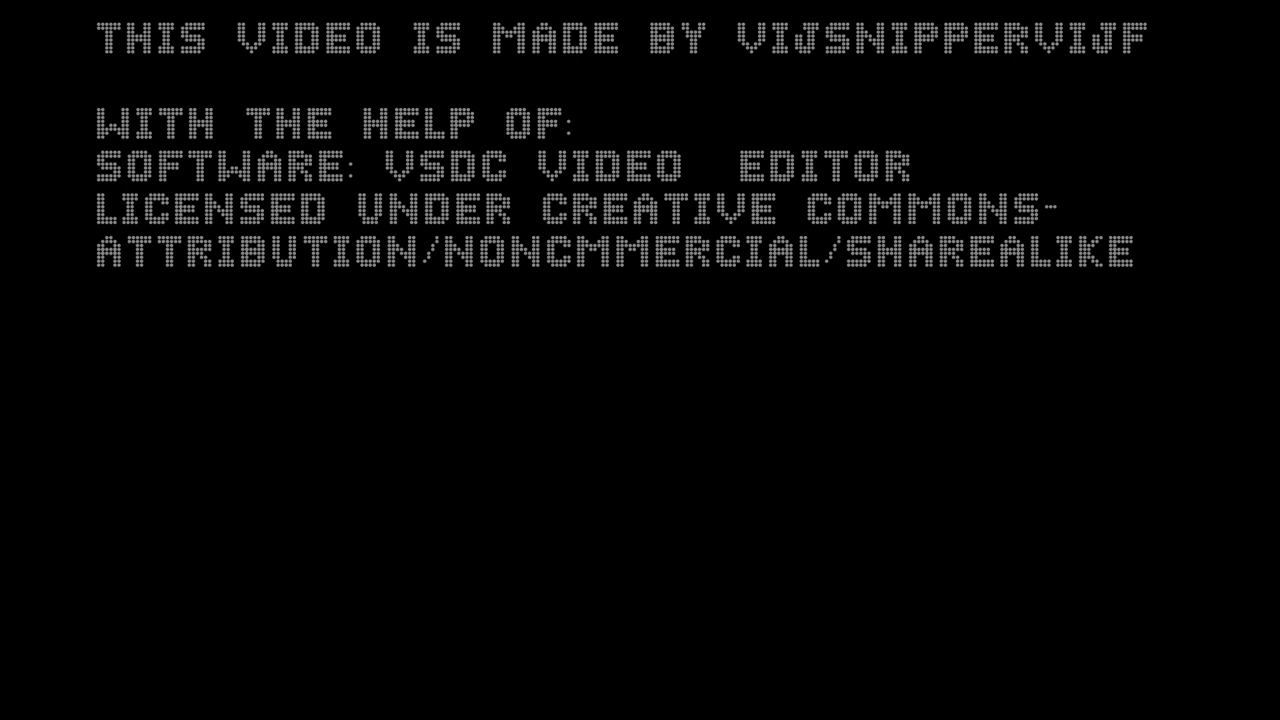 THIS VIDEO IS MADE BY VIJSNIPPERVIJF
WITH THE HELP OF:
SOFTWARE: VSDC VIDEO  EDITOR
LICENSED UNDER CREATIVE COMMONS-
ATTRIBUTION/NONCMMERCIAL/SHAREALIKE